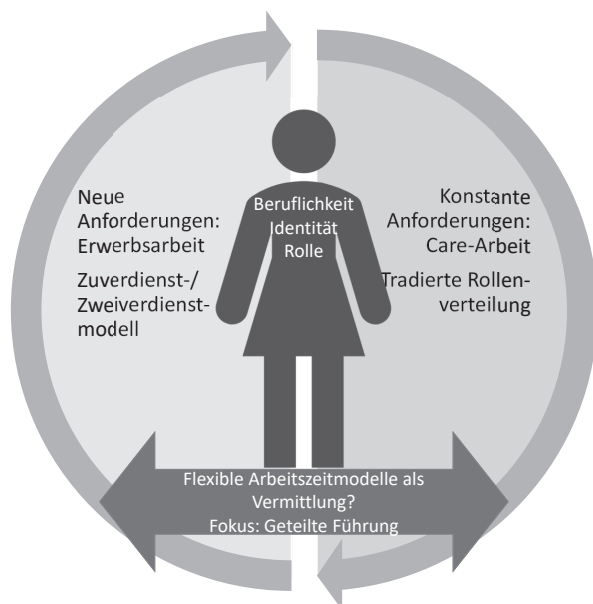 Neue
Anforderungen:
Erwerbsarbeit
Zuverdienst-/
Zweiverdienst-
modell
Beruflichkeit
Identität
Rolle
Konstante
Anforderungen:
Care-Arbeit
Tradierte Rollen-
verteilung
Flexible Arbeitszeitmodelle als
Vermittlung?
Fokus: Geteilte Führung